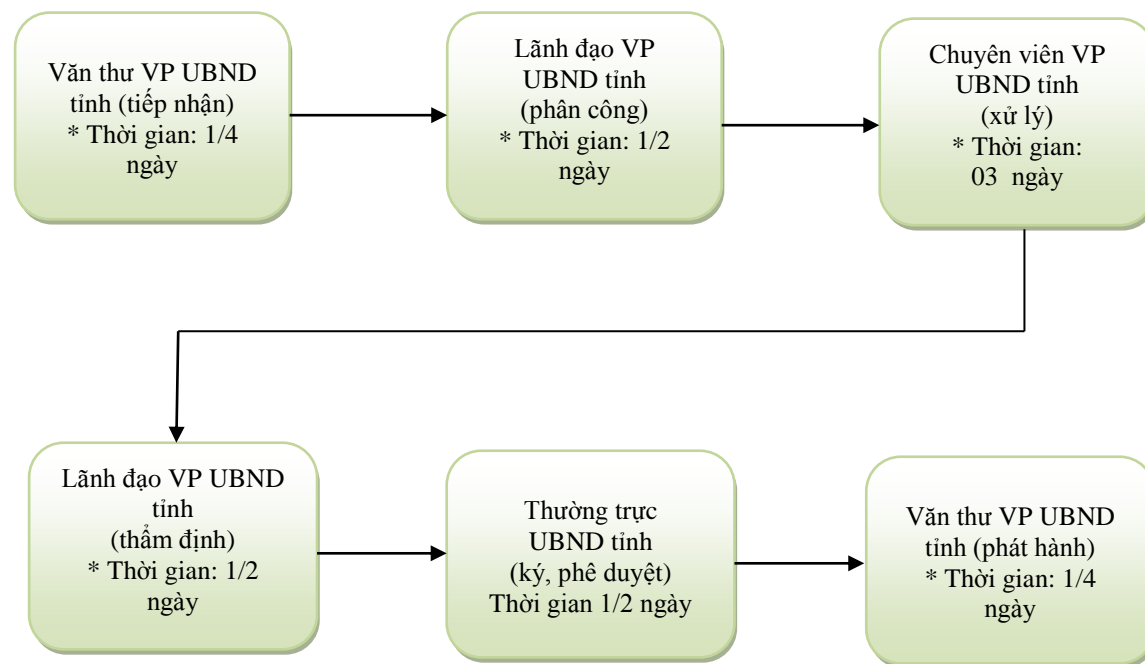 Văn thư VP UBND
tỉnh (tiếp nhận)
* Thời gian: 1/4
ngày
Lãnh đạo VP
UBND tỉnh
(phân công)
* Thời gian: 1/2
ngày
Chuyên viên VP
UBND tỉnh
(xử lý)
* Thời gian:
03 ngày
Lãnh đạo VP UBND
tỉnh
(thẩm định)
* Thời gian: 1/2
ngày
Thường trực
UBND tỉnh
(ký, phê duyệt)
Thời gian 1/2 ngày
Văn thư VP UBND
tỉnh (phát hành)
* Thời gian: 1/4
ngày